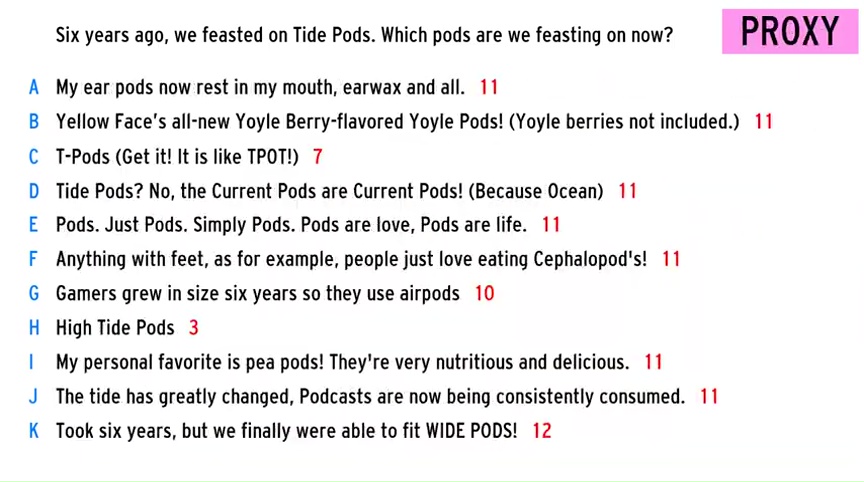 Six years ago, we feasted on Tide Pods. Which pods are we feasting on now?
PROXY
A My ear pods now rest in my mouth, earwax and all. 11
B Yellow Face's all-new Yoyle Berry-flavored Yoyle Pods! (Yoyle berries not included.) 11
C T-Pods (Get it! It is like TPOT!) 7
D Tide Pods? No, the Current Pods are Current Pods! (Because Ocean) 11
E Pods. Just Pods. Simply Pods. Pods are love, Pods are life. 11
F Anything with feet, as for example, people just love eating Cephalopod's! 11
G Gamers grew in size six years so they use airpods 10
H High Tide Pods 3
I My personal favorite is pea pods! They're very nutritious and delicious. 11
J The tide has greatly changed, Podcasts are now being consistently consumed. 11
K Took six years, but we finally were able to fit WIDE PODS! 12